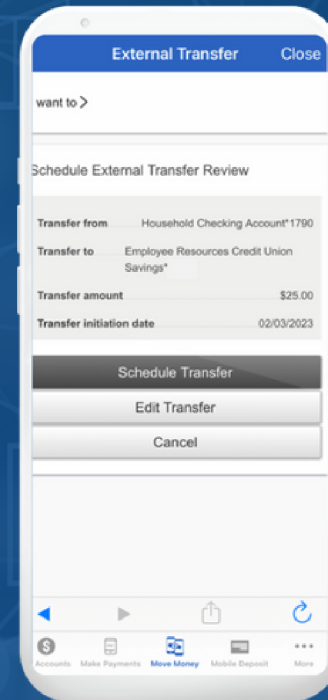 External Transfer Close
want to >
Schedule External Transfer Review
Transfer from Household Checking Account*1790
Transfer to Employee Resources Credit Union
Savings*
Transfer amount $25.00
Transfer initiation date 02/03/2023
Schedule Transfer
Edit Transfer
Cancel
Accounts Make Payments Move Money Mobile Deposit More